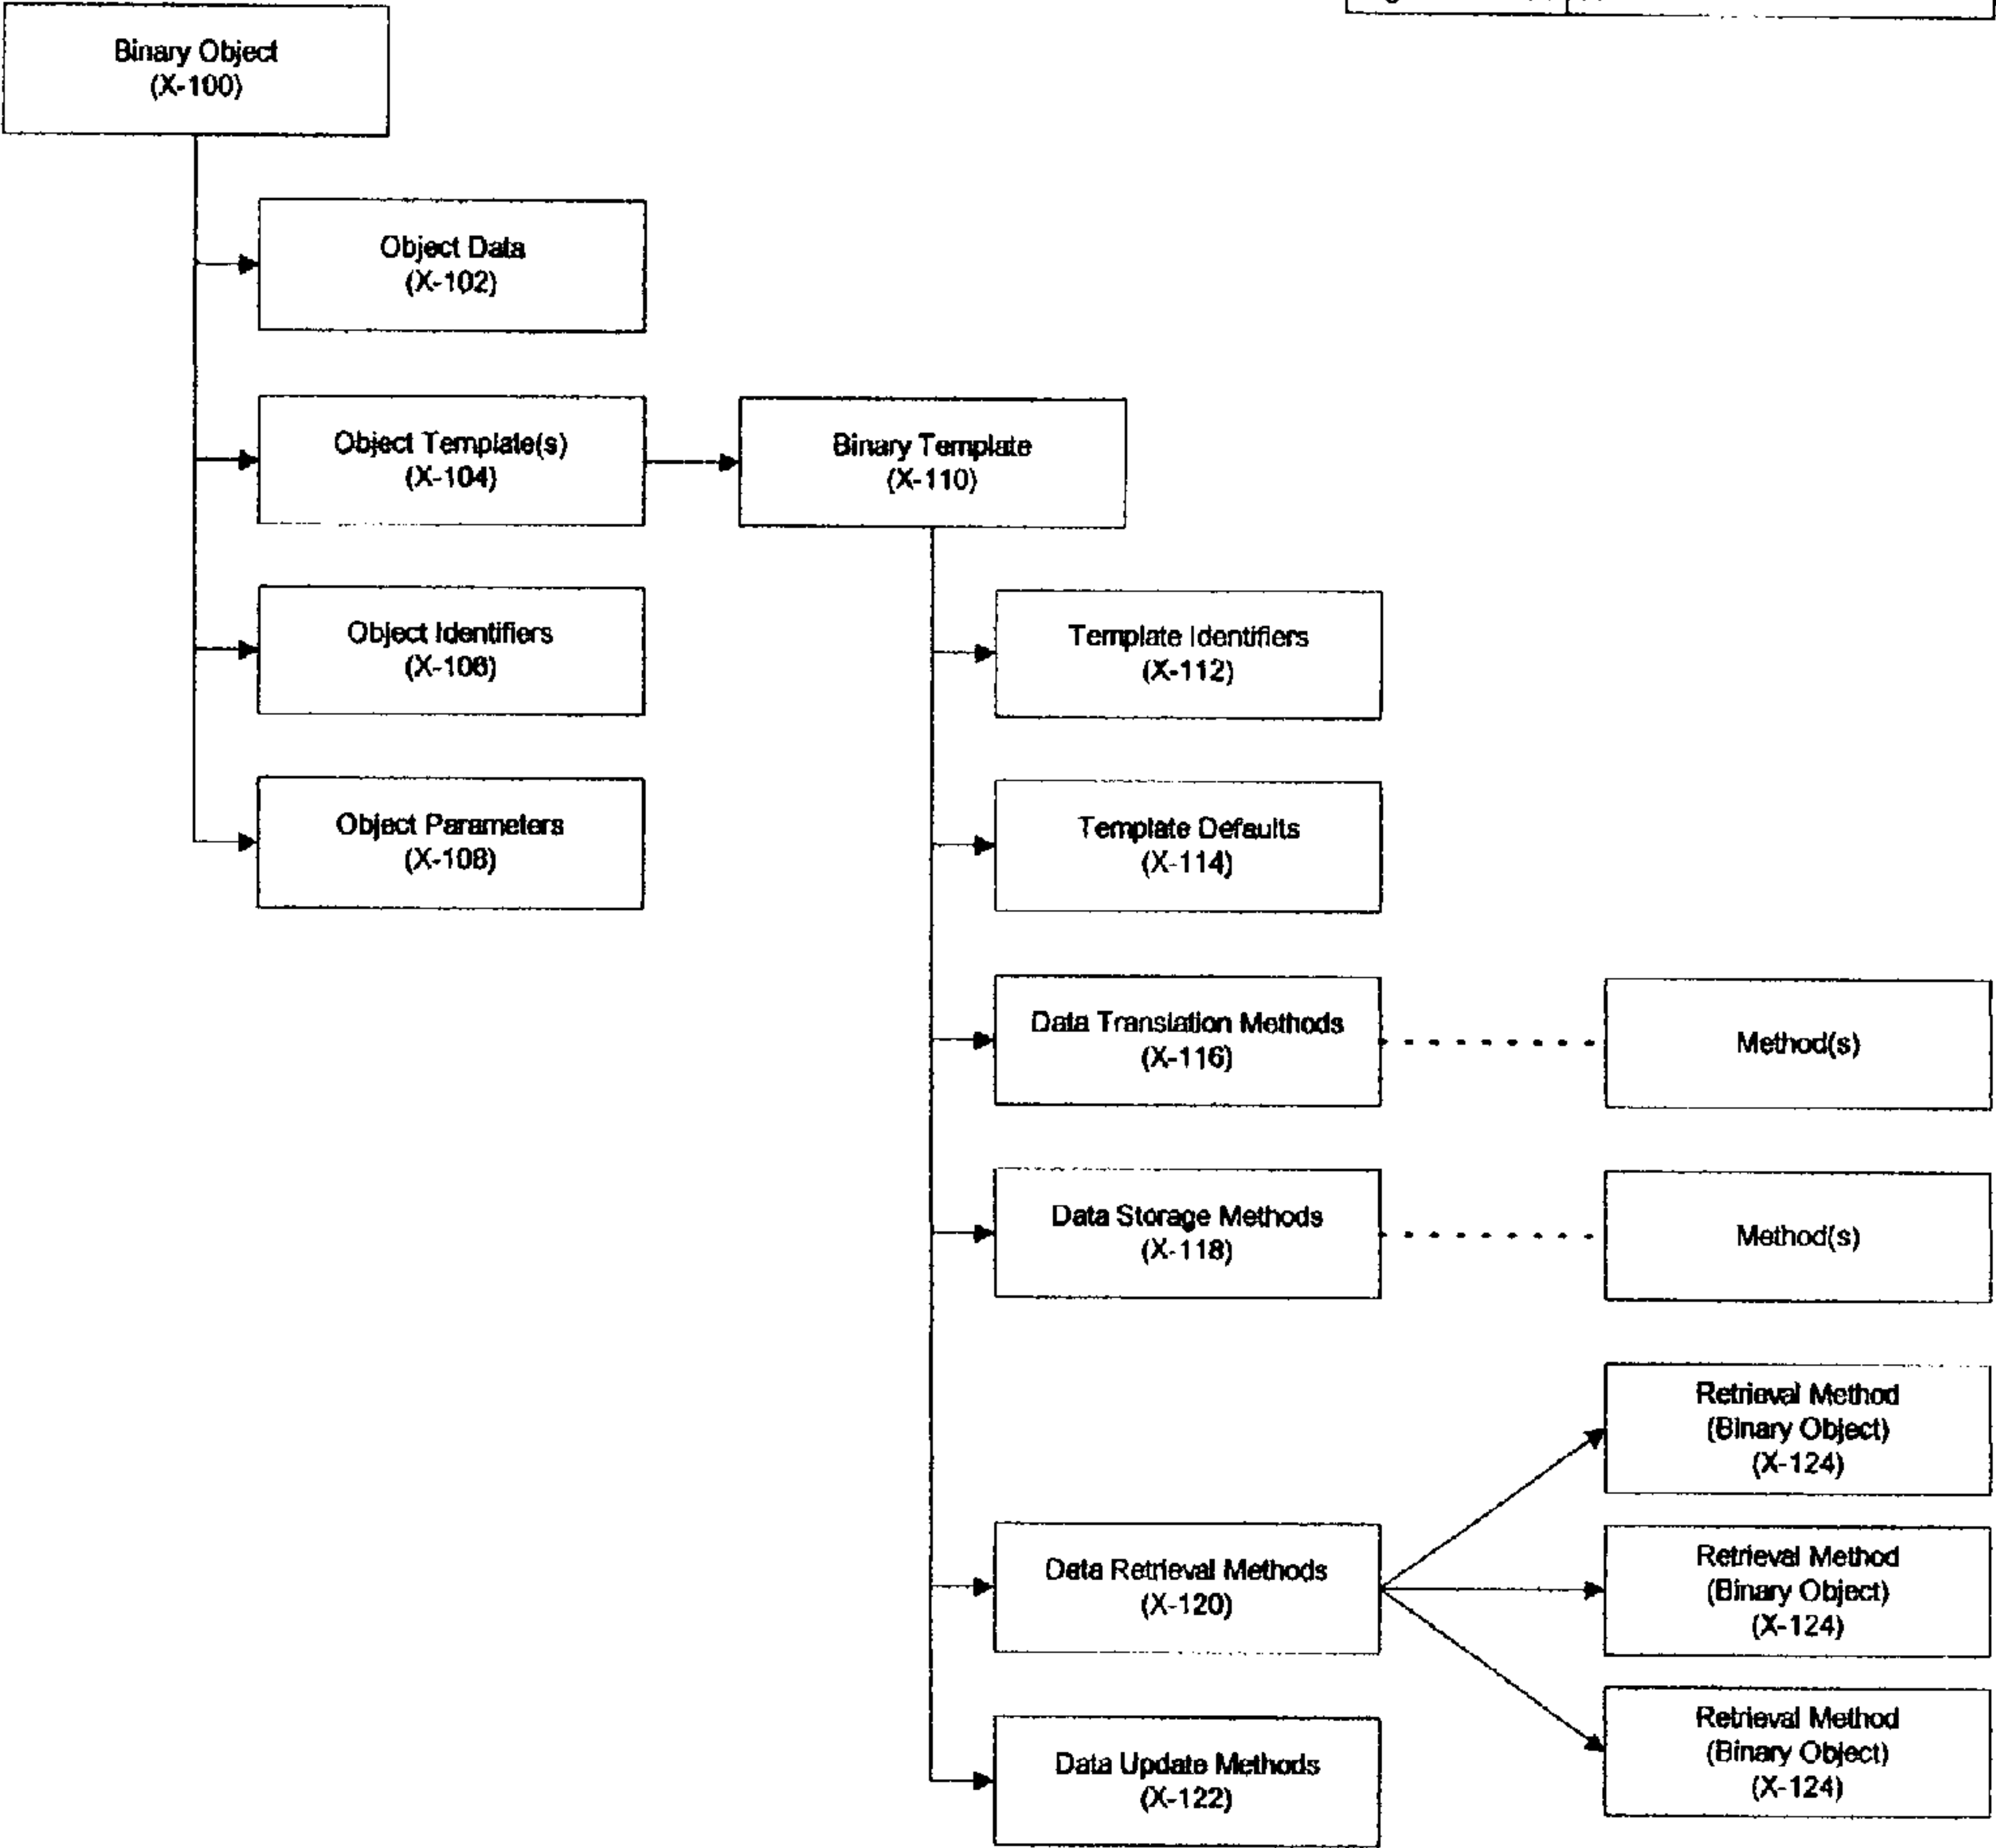 Binary Object
(X-100)
Object Data
(X-102)
Object Template(s)
(X-104)
Binary Template
(X-110)
Object Identifiers
(X-106)
Template Identifiers
(X-112)
Object Parameters
(X-108)
Template Defaults
(X-114)
Data Translation Methods
(X-116)
Method(s)
Data Storage Methods
(X-118)
Method(s)
Retrieval Method
(Binary Object)
(X-124)
Data Retrieval Methods
(X-120)
Retrieval Method
(Binary Object)
(X-124)
Retrieval Method
(Binary Object)
(X-124)
Data Update Methods
(X-122)